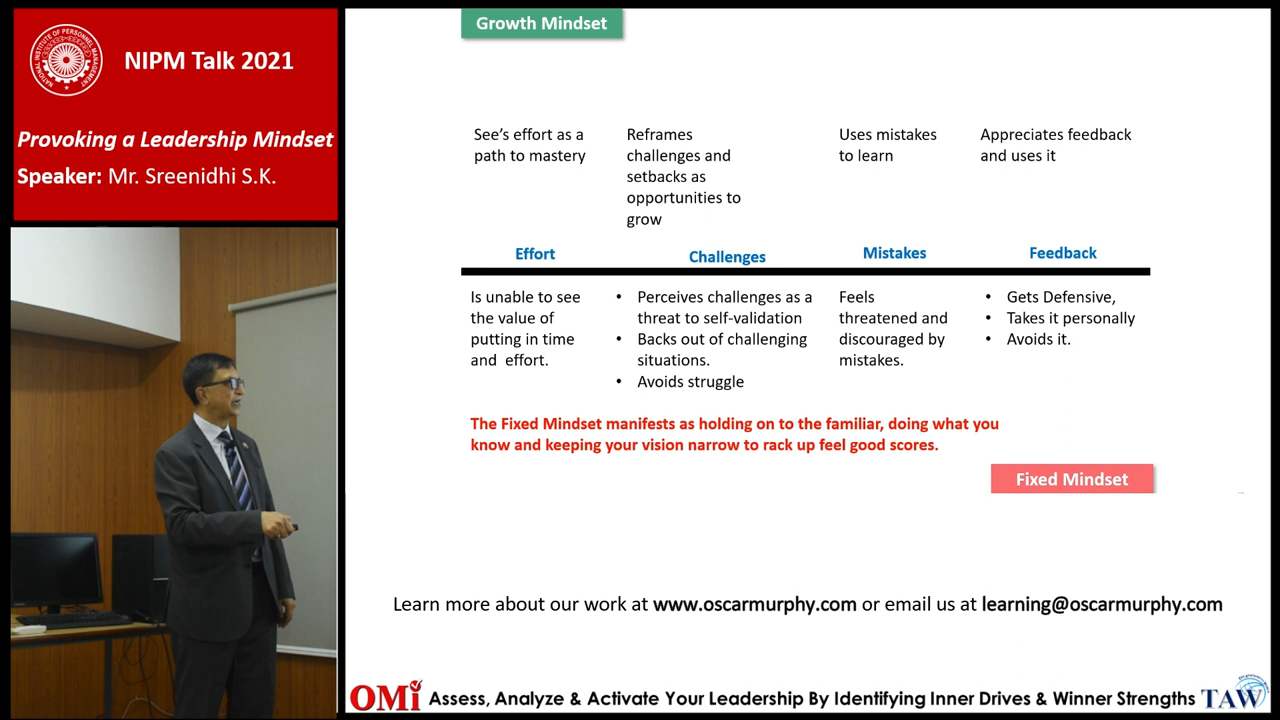 NATIONAL INSTITUTE OF PERSONNEL MANAGEMENT
NIPM Talk 2021
Provoking a Leadership Mindset
Speaker: Mr. Sreenidhi S.K.
Growth Mindset
See's effort as a
path to mastery
Reframes
challenges and
setbacks as
opportunities to
grow
Uses mistakes
to learn
Appreciates feedback
and uses it
Effort
Challenges
Mistakes
Feedback
Is unable to see
the value of
putting in time
and effort.
• Perceives challenges as a
threat to self-validation
• Backs out of challenging
situations.
• Avoids struggle
Feels
threatened and
discouraged by
mistakes.
• Gets Defensive,
• Takes it personally
• Avoids it.
The Fixed Mindset manifests as holding on to the familiar, doing what you
know and keeping your vision narrow to rack up feel good scores.
Fixed Mindset
Learn more about our work at www.oscarmurphy.com or email us at learning@oscarmurphy.com
OMi Assess, Analyze & Activate Your Leadership By Identifying Inner Drives & Winner Strengths TAW